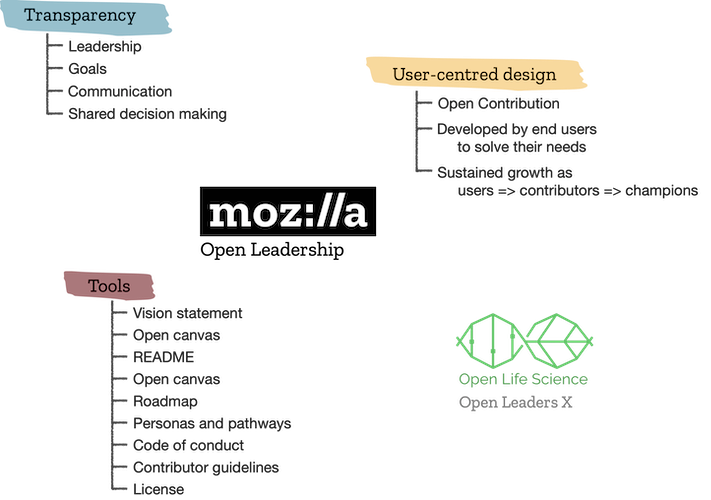 Transparency
Leadership
Goals
Communication
Shared decision making
User-centred design
Open Contribution
Developed by end users
to solve their needs
Sustained growth as
users => contributors => champions
moz://a
Open Leadership
Tools
Vision statement
Open canvas
README
Open canvas
Roadmap
Personas and pathways
Code of conduct
Contributor guidelines
License
Open Life Science
Open Leaders X